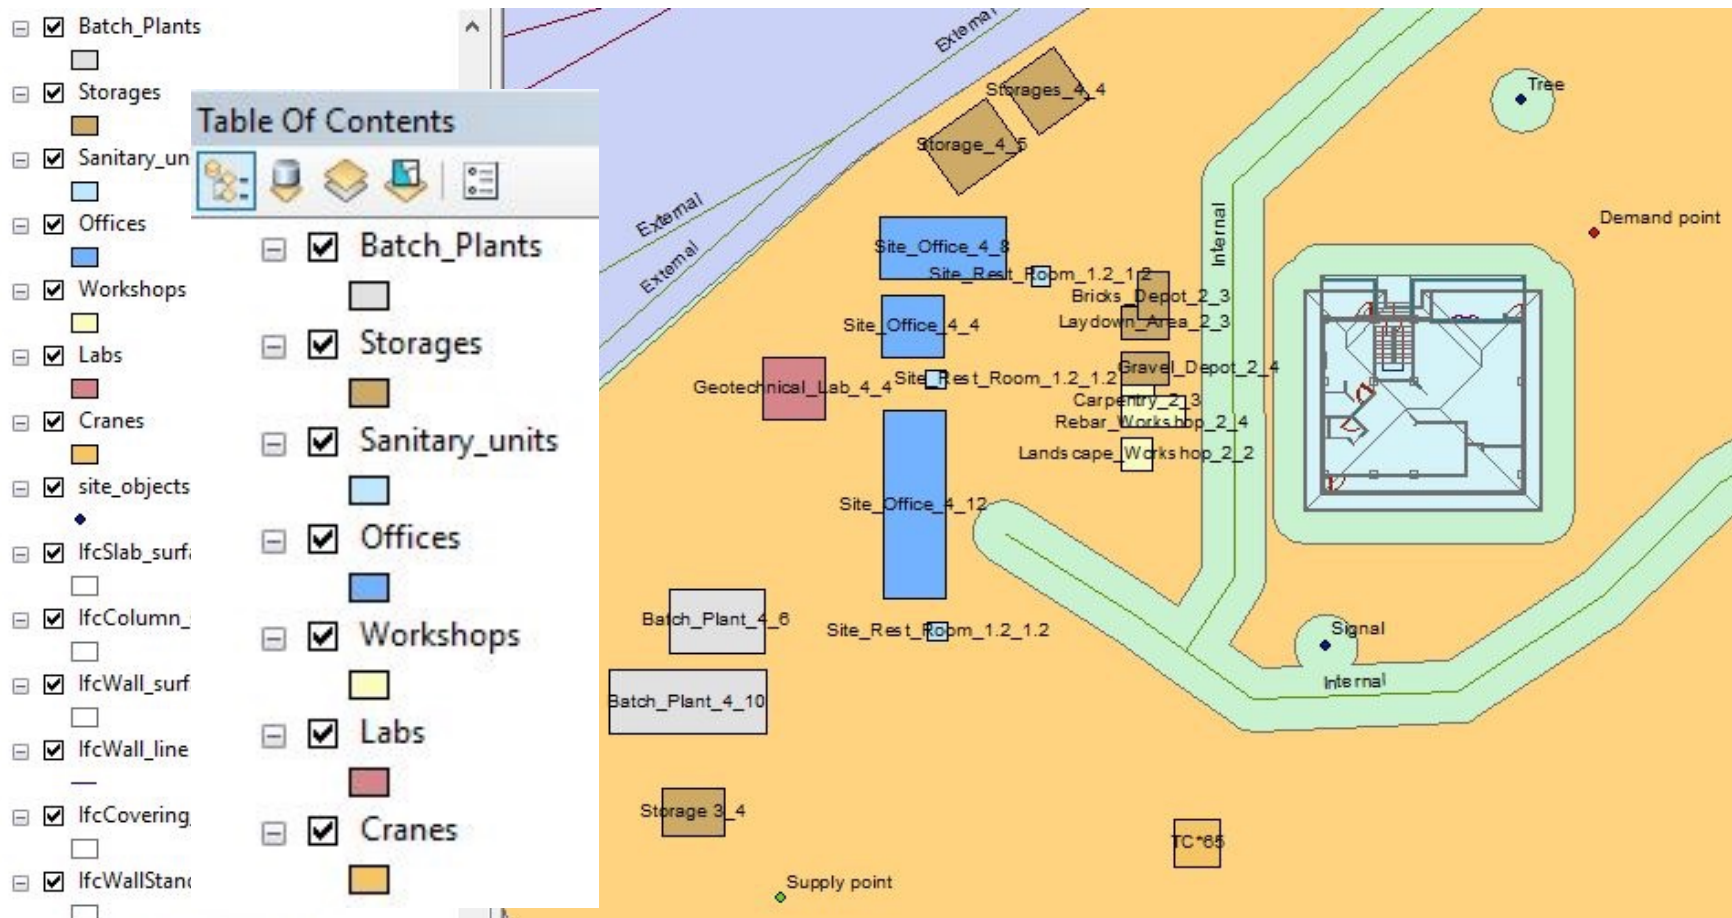 Batch_Plants
Storages
Sanitary_un
Offices
Workshops
Labs
Cranes
site_objects
IfcSlab_surf
IfcColumn_
IfcWall_surf
IfcWall_line
IfcCovering_
IfcWallStand
Table Of Contents
Batch_Plants
Storages
Sanitary_units
Offices
Workshops
Labs
Cranes
External
Storages_4_4
Tree
Storage_4_5
External
Internal
Demand point
Site_Office_4_8
External
Site_Rest_Room_1.2_1.2
Bricks_Depot_2_3
Site_Office_4_4
Laydown_Area_2_3
Gravel_Depot_2_4
Geotechnical_Lab_4_4
Site_Rest_Room_1.2_1.2
Carpentry_2_3
Rebar_Workshop_2_4
Landscape_Workshop_2_2
Site_Office_4_12
Batch_Plant_4_6
Site_Rest_Room_1.2_1.2
Signal
Internal
Batch_Plant_4_10
Storage 3_4
TC*65
Supply point